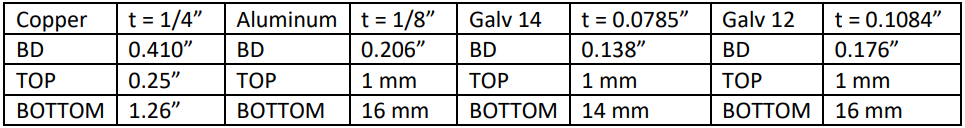 Copper t = 1/4” Aluminum t = 1/8” Galv 14 t = 0.0785” Galv 12 t = 0.1084”
BD 0.410” BD 0.206” BD 0.138” BD 0.176”
TOP 0.25” TOP 1 mm TOP 1 mm TOP 1 mm
BOTTOM 1.26” BOTTOM 16 mm BOTTOM 14 mm BOTTOM 16 mm